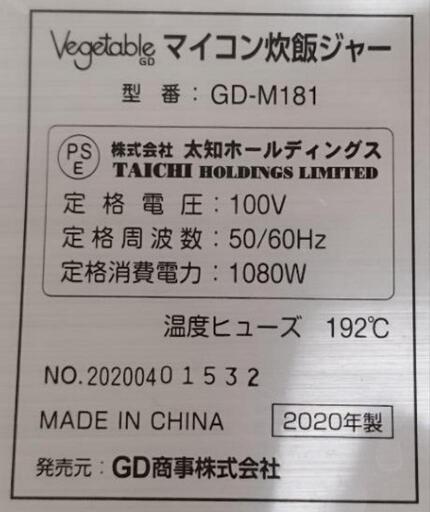 Vegetable GD マイコン炊飯ジャー
型番：GD-M181
PS E 株式会社 太知ホールディングス
TAICHI HOLDINGS LIMITED
定格電圧：100V
定格周波数：50/60Hz
定格消費電力：1080W
温度ヒューズ 192℃
NO.20200401532
MADE IN CHINA 2020年製
発売元：GD商事株式会社